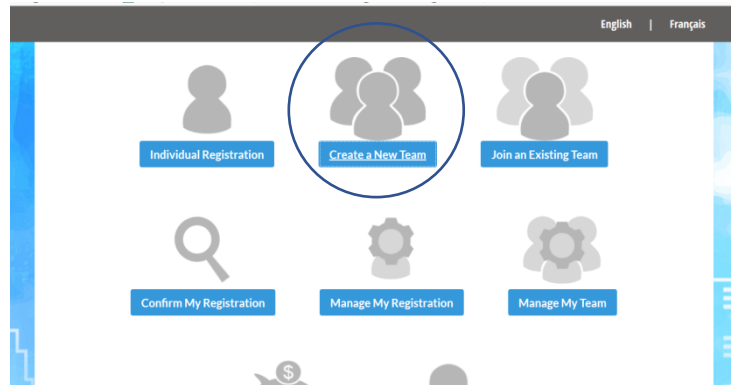 English | Français
Individual Registration
Create a New Team
Join an Existing Team
Confirm My Registration
Manage My Registration
Manage My Team
$